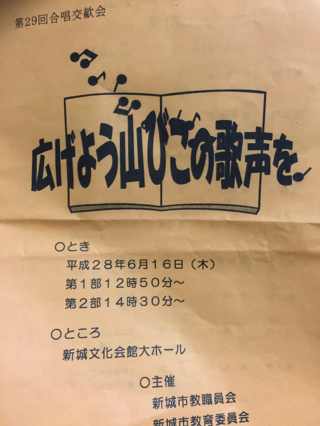 第29回合唱交歓会
広げよう山びこの歌声を
○とき
平成28年6月16日(木)
第1部12時50分～
第2部14時30分～
○ところ
新城文化会館大ホール
○主催
新城市教職員会
新城市教育委員会